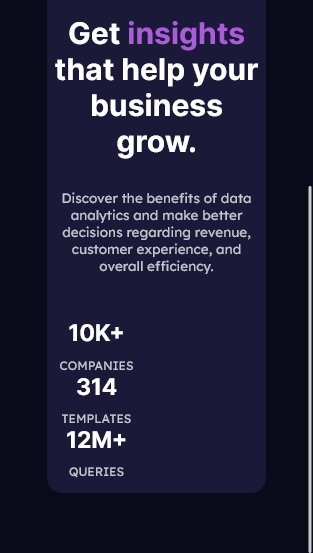 Get insights
that help your
business
grow.
Discover the benefits of data
analytics and make better
decisions regarding revenue,
customer experience, and
overall efficiency.
10K+
COMPANIES
314
TEMPLATES
12M+
QUERIES